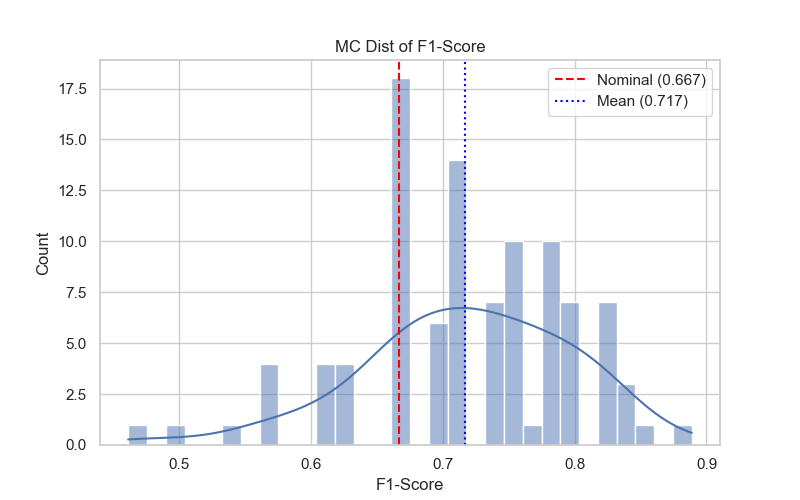 MC Dist of F1-Score
Nominal (0.667)
Mean (0.717)
17.5
15.0
12.5
10.0
7.5
5.0
2.5
0.0
Count
0.5 0.6 0.7 0.8 0.9
F1-Score